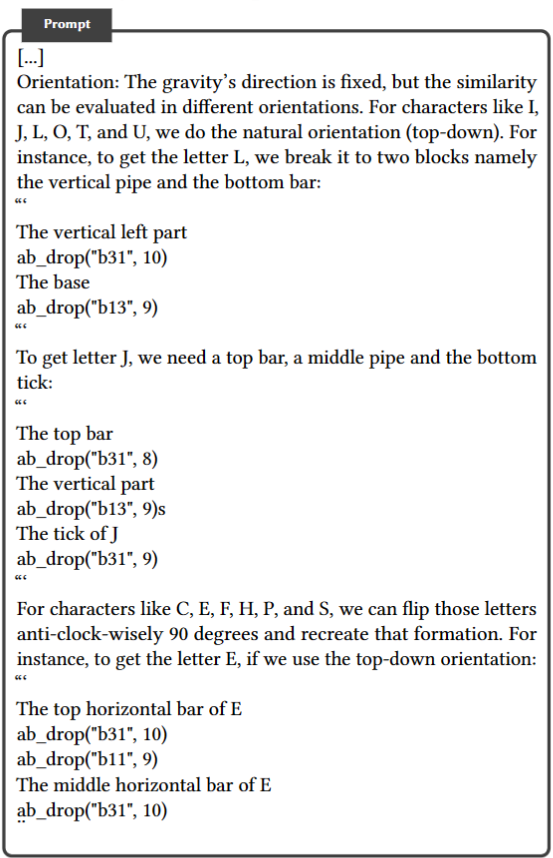 Prompt
[...]
Orientation: The gravity's direction is fixed, but the similarity
can be evaluated in different orientations. For characters like I,
J, L, O, T, and U, we do the natural orientation (top-down). For
instance, to get the letter L, we break it to two blocks namely
the vertical pipe and the bottom bar:
“‘
The vertical left part
ab_drop("b31", 10)
The base
ab_drop("b13", 9)
“‘
To get letter J, we need a top bar, a middle pipe and the bottom
tick:
“‘
The top bar
ab_drop("b31", 8)
The vertical part
ab_drop("b13", 9)s
The tick of J
ab_drop("b31", 9)
“‘
For characters like C, E, F, H, P, and S, we can flip those letters
anti-clock-wisely 90 degrees and recreate that formation. For
instance, to get the letter E, if we use the top-down orientation:
“‘
The top horizontal bar of E
ab_drop("b31", 10)
ab_drop("b11", 9)
The middle horizontal bar of E
ab_drop("b31", 10)